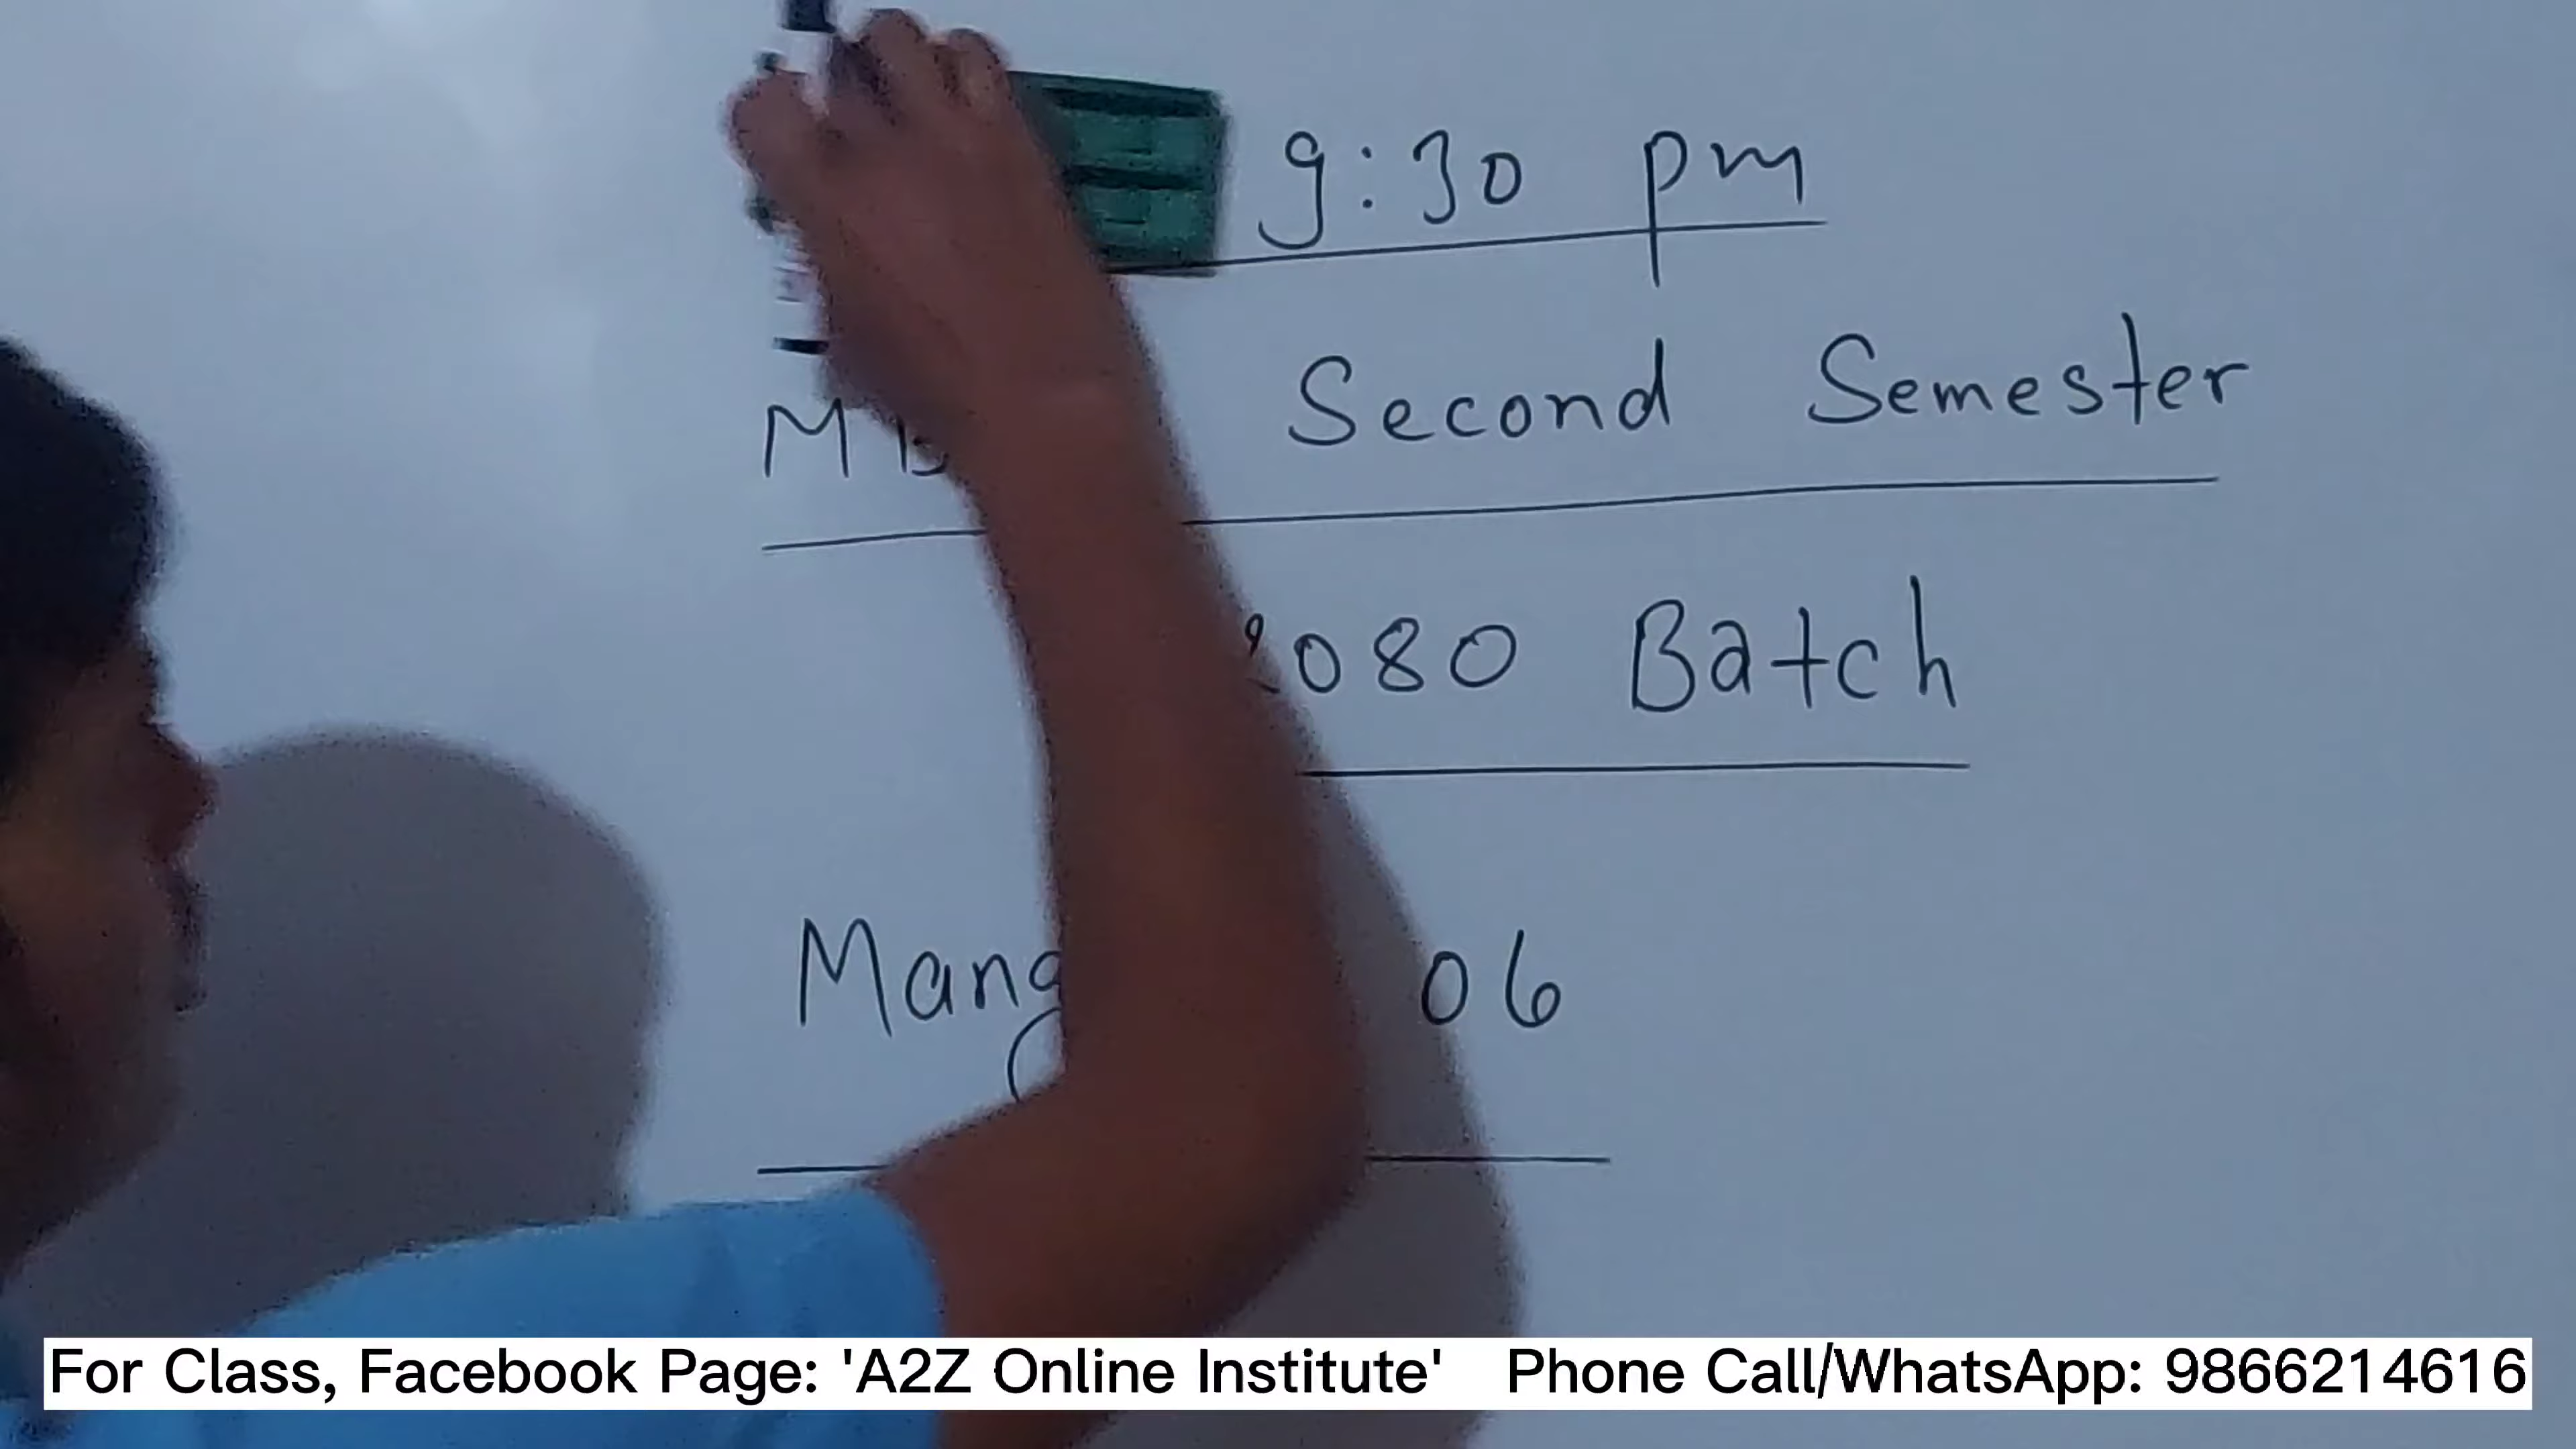 9:30 pm
Second Semester
2080 Batch
06
For Class, Facebook Page: 'A2Z Online Institute' Phone Call/WhatsApp: 9866214616